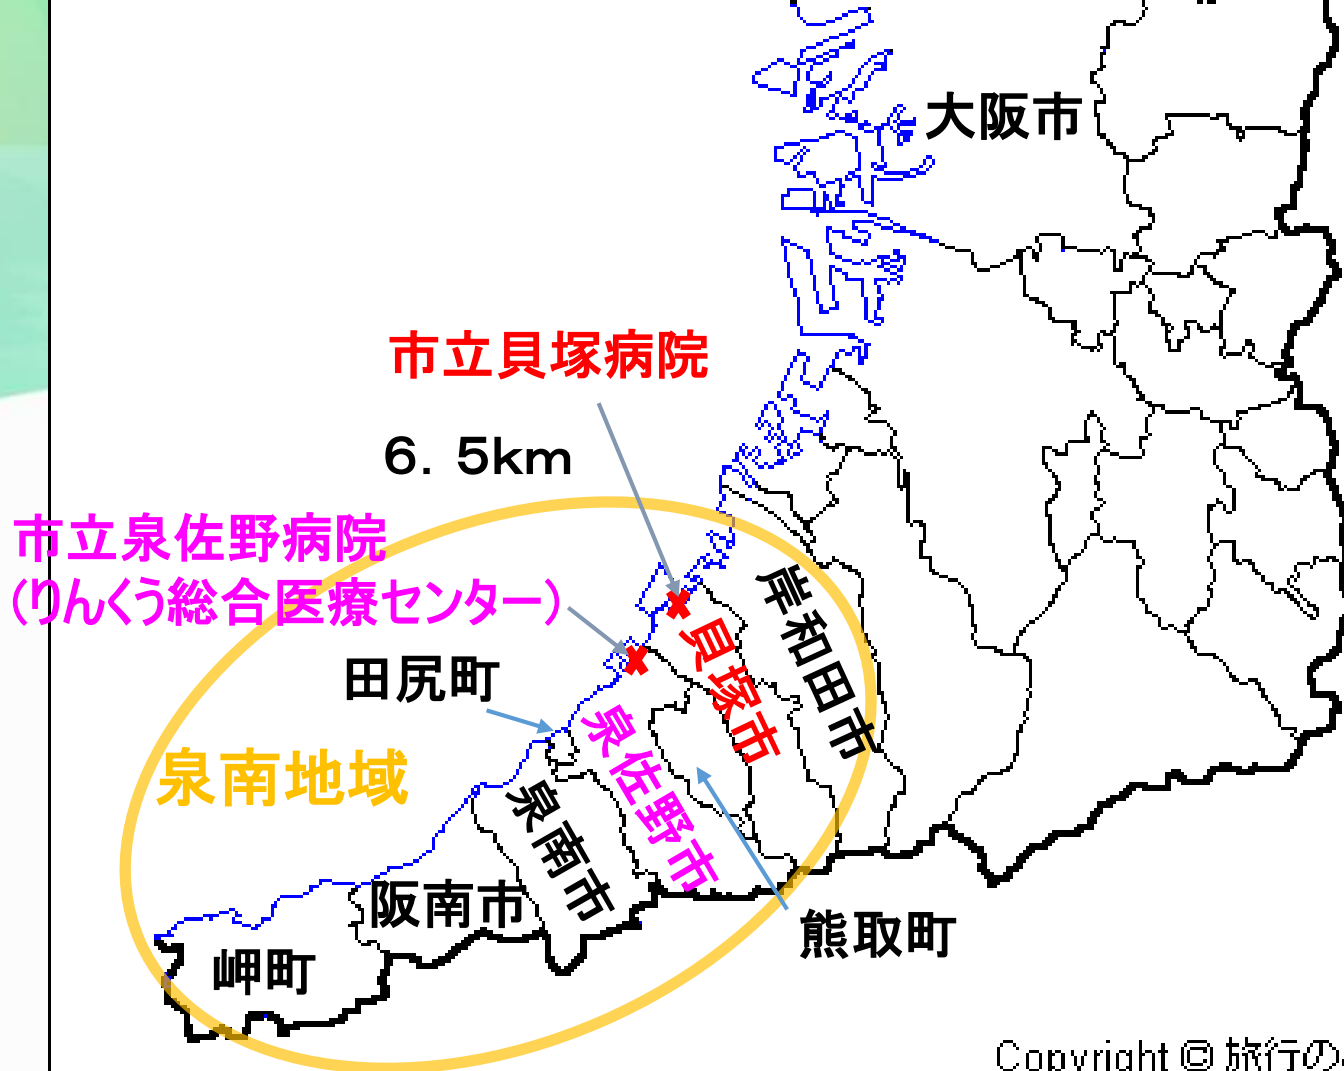 大阪市
市立貝塚病院
６．５km
市立泉佐野病院
（りんくう総合医療センター）
岸和田市
貝塚市
田尻町
泉佐野市
泉南地域
泉南市
阪南市
熊取町
岬町
Copyright © 旅行の